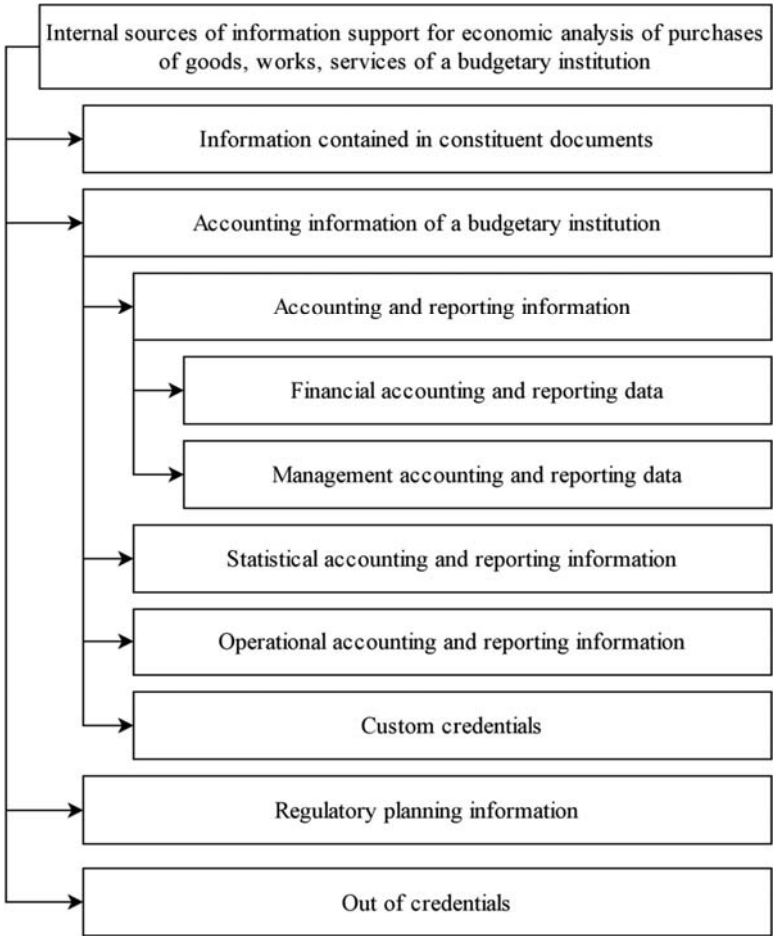 Internal sources of information support for economic analysis of purchases
of goods, works, services of a budgetary institution
Information contained in constituent documents
Accounting information of a budgetary institution
Accounting and reporting information
Financial accounting and reporting data
Management accounting and reporting data
Statistical accounting and reporting information
Operational accounting and reporting information
Custom credentials
Regulatory planning information
Out of credentials